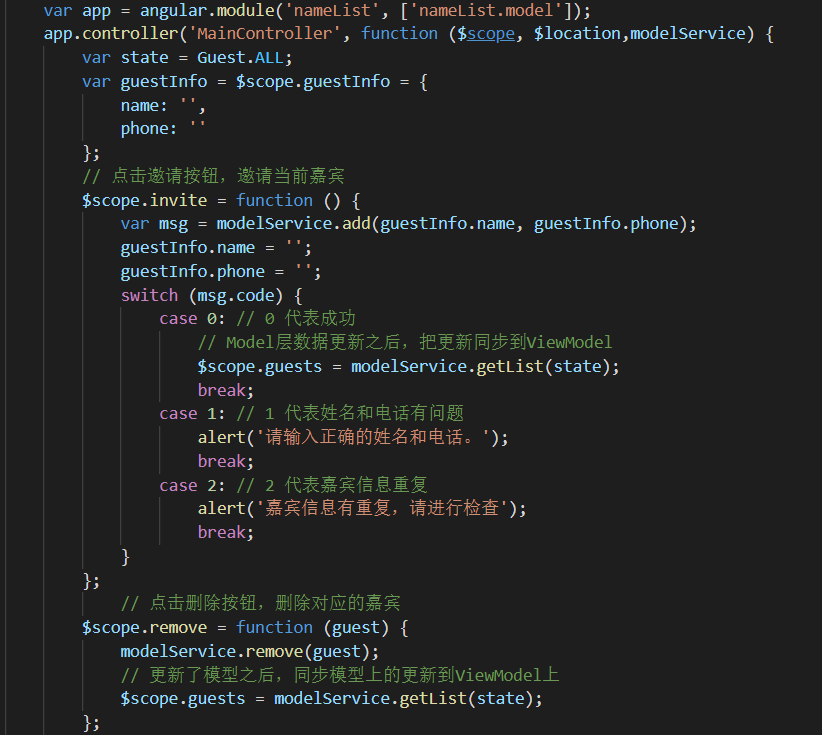 var app = angular.module('nameList', ['nameList.model']);
app.controller('MainController', function ($scope, $location,modelService) {
var state = Guest.ALL;
var guestInfo = $scope.guestInfo = {
name: '',
phone: ''
};
// 点击邀请按钮，邀请当前嘉宾
$scope.invite = function () {
var msg = modelService.add(guestInfo.name, guestInfo.phone);
guestInfo.name = '';
guestInfo.phone = '';
switch (msg.code) {
case 0: // 0 代表成功
// Model层数据更新之后，把更新同步到ViewModel
$scope.guests = modelService.getList(state);
break;
case 1: // 1 代表姓名和电话有问题
alert('请输入正确的姓名和电话。');
break;
case 2: // 2 代表嘉宾信息重复
alert('嘉宾信息有重复，请进行检查');
break;
}
};
// 点击删除按钮，删除对应的嘉宾
$scope.remove = function (guest) {
modelService.remove(guest);
// 更新了模型之后，同步模型上的更新到ViewModel上
$scope.guests = modelService.getList(state);
};